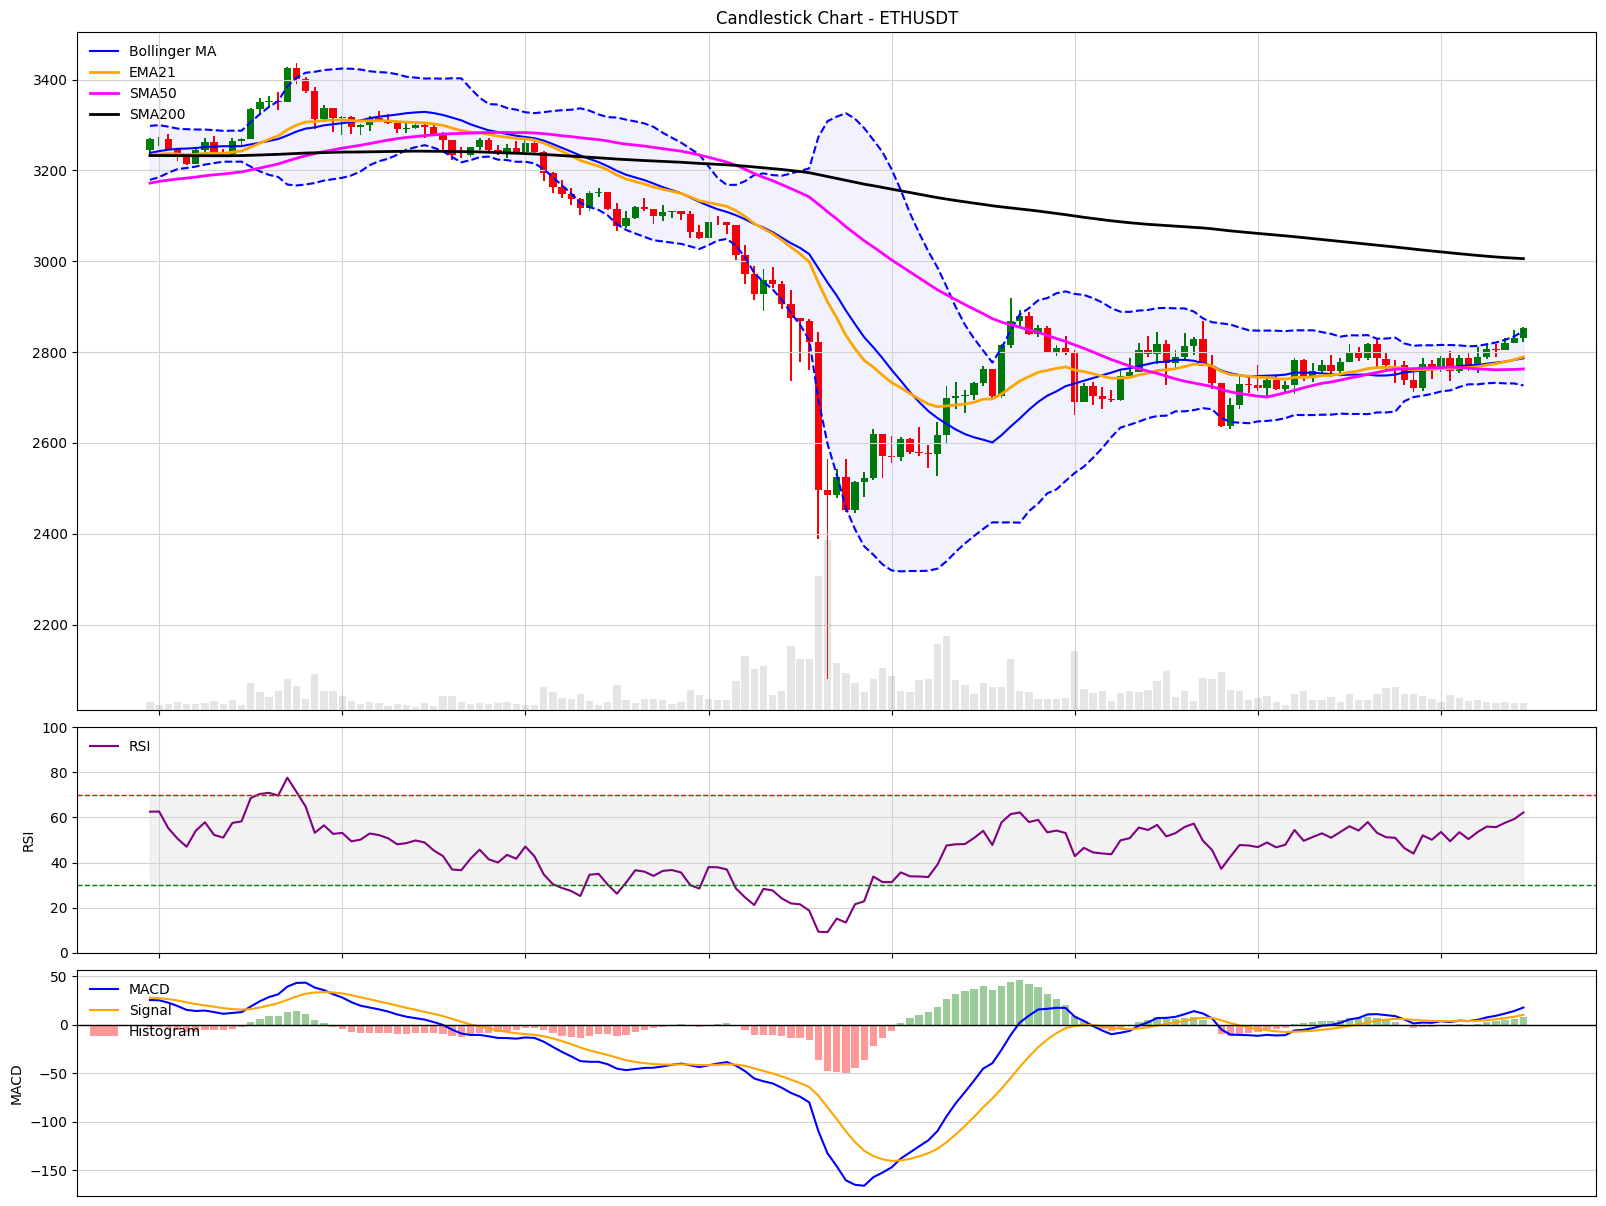 Candlestick Chart - ETHUSDT
Bollinger MA
EMA21
SMA50
SMA200
3400
3200
3000
2800
2600
2400
2200
RSI
RSI
100
80
60
40
20
0
MACD
Signal
Histogram
MACD
50
0
−50
−100
−150